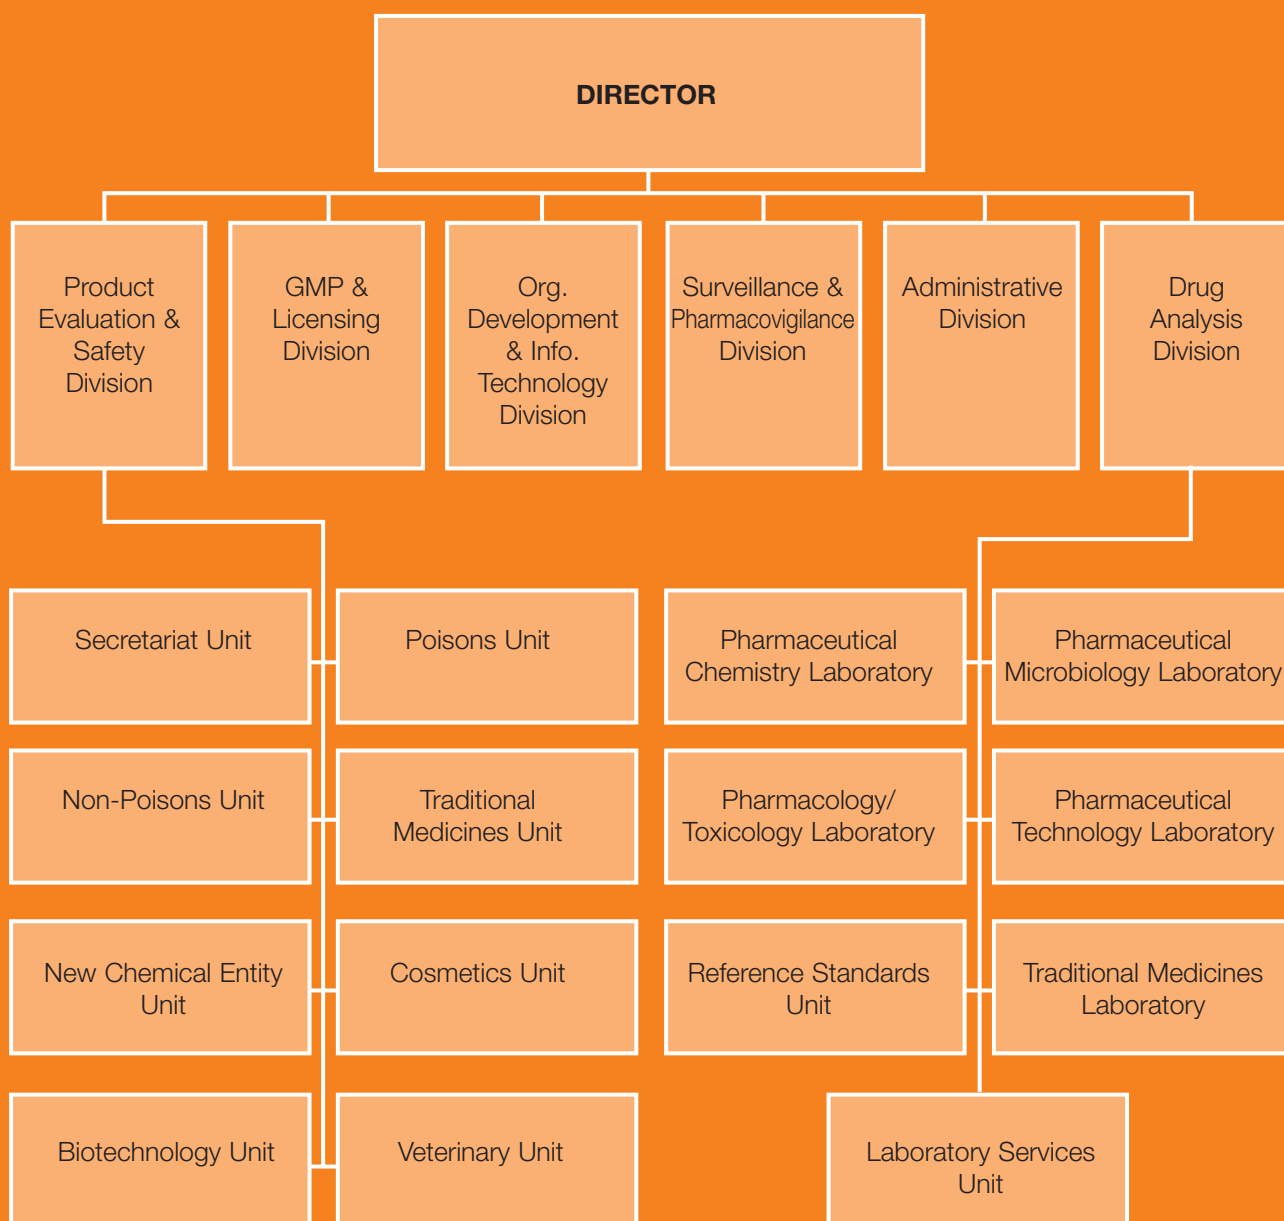 DIRECTOR
Product
Evaluation &
Safety
Division
GMP &
Licensing
Division
Org.
Development
& Info.
Technology
Division
Surveillance &
Pharmacovigilance
Division
Administrative
Division
Drug
Analysis
Division
Secretariat Unit
Poisons Unit
Pharmaceutical
Chemistry Laboratory
Pharmaceutical
Microbiology Laboratory
Non-Poisons Unit
Traditional
Medicines Unit
Pharmacology/
Toxicology Laboratory
Pharmaceutical
Technology Laboratory
New Chemical Entity
Unit
Cosmetics Unit
Reference Standards
Unit
Traditional Medicines
Laboratory
Biotechnology Unit
Veterinary Unit
Laboratory Services
Unit